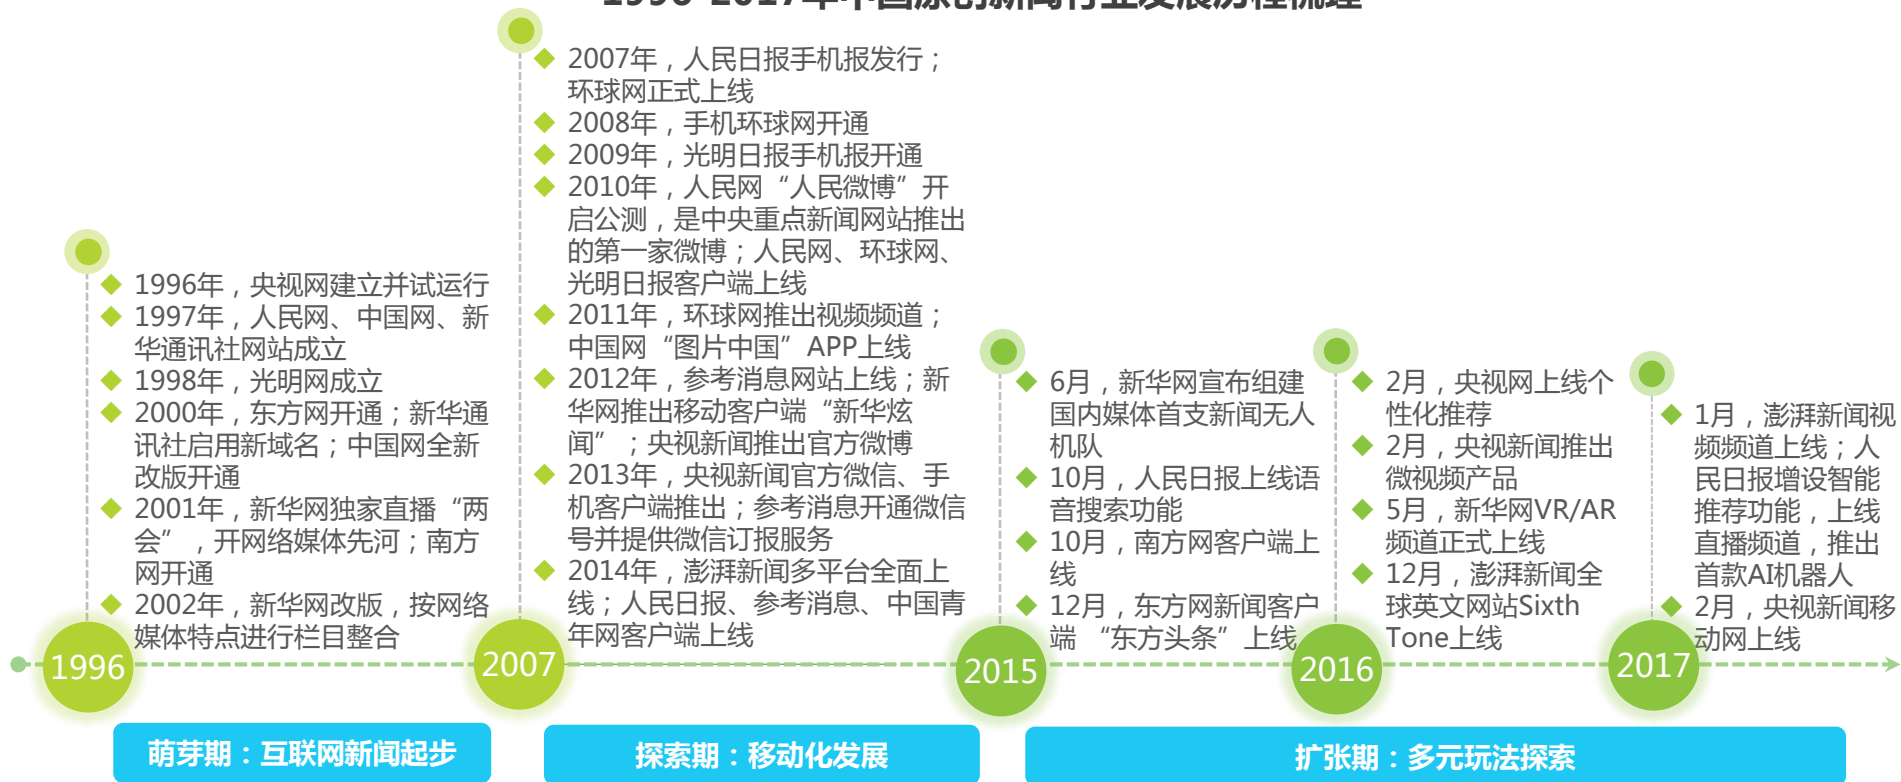 1996-2017年中国原创新闻行业发展历程梳理
1996年，央视网建立并试运行
1997年，人民网、中国网、新
华通讯社网站成立
1998年，光明网成立
2000年，东方网开通；新华通
讯社启用新域名；中国网全新
改版开通
2001年，新华网独家直播“两
会”，开网络媒体先河；南方
网开通
2002年，新华网改版，按网络
媒体特点进行栏目整合
2007年，人民日报手机报发行；
环球网正式上线
2008年，手机环球网开通
2009年，光明日报手机报开通
2010年，人民网“人民微博”开
启公测，是中央重点新闻网站推出
的第一家微博；人民网、环球网、
光明日报客户端上线
2011年，环球网推出视频频道；
中国网“图片中国”APP上线
2012年，参考消息网站上线；新
华网推出移动客户端“新华炫
闻”；央视新闻推出官方微博
2013年，央视新闻官方微信、手
机客户端推出；参考消息开通微信
号并提供微信订报服务
2014年，澎湃新闻多平台全面上
线；人民日报、参考消息、中国青
年网客户端上线
6月，新华网宣布组建
国内媒体首支新闻无人
机队
10月，人民日报上线语
音搜索功能
10月，南方网客户端上
线
12月，东方网新闻客户
端 “东方头条”上线
2月，央视网上线个
性化推荐
2月，央视新闻推出
微视频产品
5月，新华网VR/AR
频道正式上线
12月，澎湃新闻全
球英文网站Sixth
Tone上线
1月，澎湃新闻视
频频道上线；人
民日报增设智能
推荐功能，上线
直播频道，推出
首款AI机器人
2月，央视新闻移
动网上线
1996
2007
2015
2016
2017
萌芽期：互联网新闻起步
探索期：移动化发展
扩张期：多元玩法探索